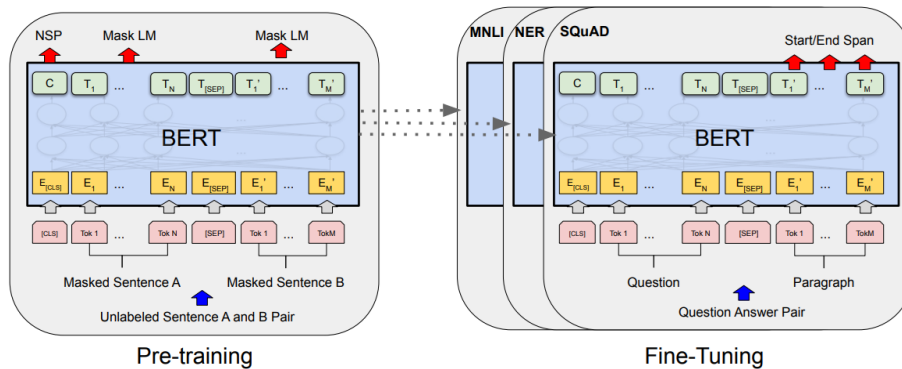 NSP Mask LM Mask LM
C T1 ... TN T[SEP] T1' ... TM'
BERT
E[CLS] E1 ... EN E[SEP] E1' ... EM'
[CLS] Tok 1 ... Tok N [SEP] Tok 1 ... TokM
Masked Sentence A Masked Sentence B
Unlabeled Sentence A and B Pair
Pre-training
MNLI NER SQuAD
Start/End Span
C T1 ... TN T[SEP] T1' ... TM'
BERT
E[CLS] E1 ... EN E[SEP] E1' ... EM'
[CLS] Tok 1 ... Tok N [SEP] Tok 1 ... TokM
Question Paragraph
Question Answer Pair
Fine-Tuning